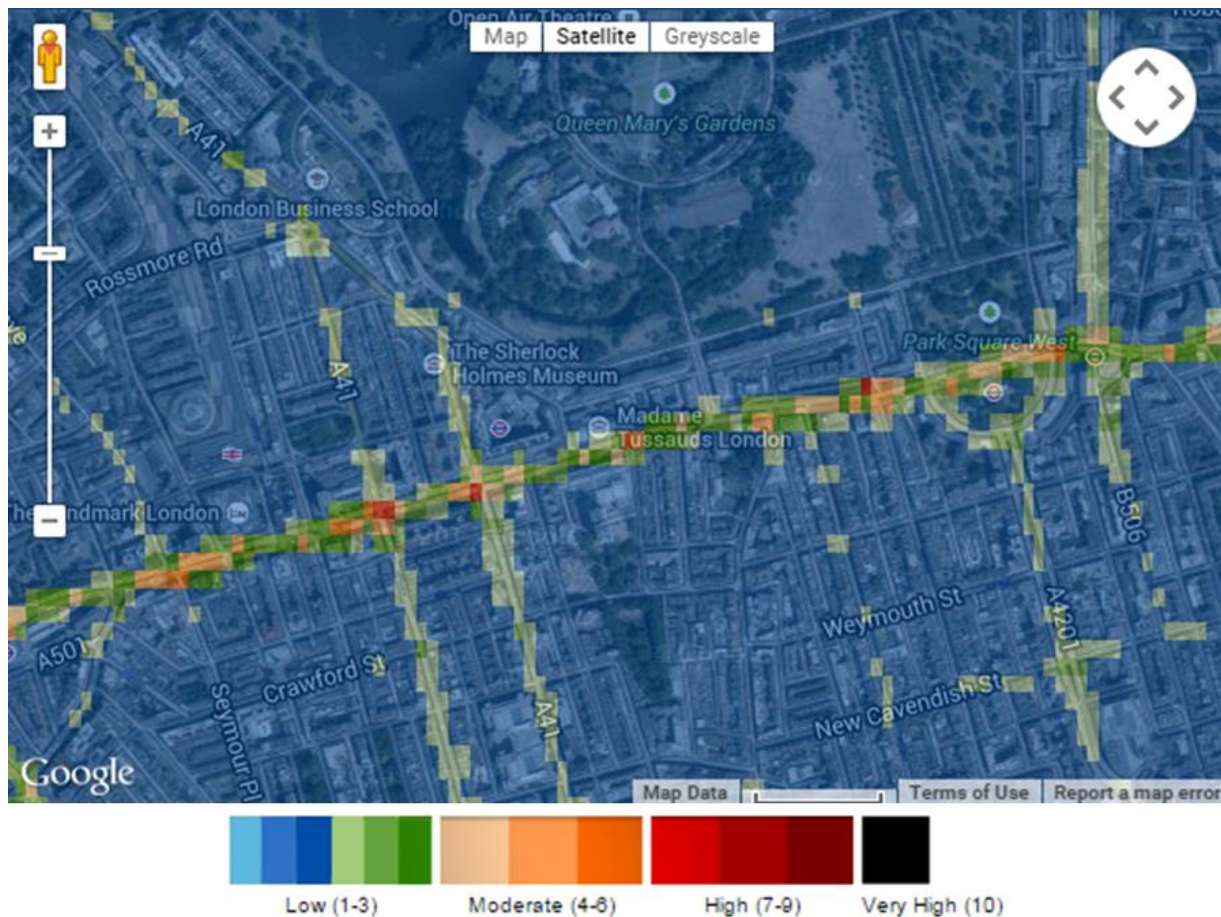 Open Air Theatre
Map
Satellite
Greyscale
Queen Mary's Gardens
A41
London Business School
Rossmore Rd
Park Square West
The Sherlock
Holmes Museum
A41
Madame
Tussauds London
The Landmark London
B506
Weymouth St
A4201
A501
Crawford St
Seymour Pl
A41
New Cavendish St
Google
Map Data
Terms of Use
Report a map error
Low (1-3)
Moderate (4-6)
High (7-9)
Very High (10)